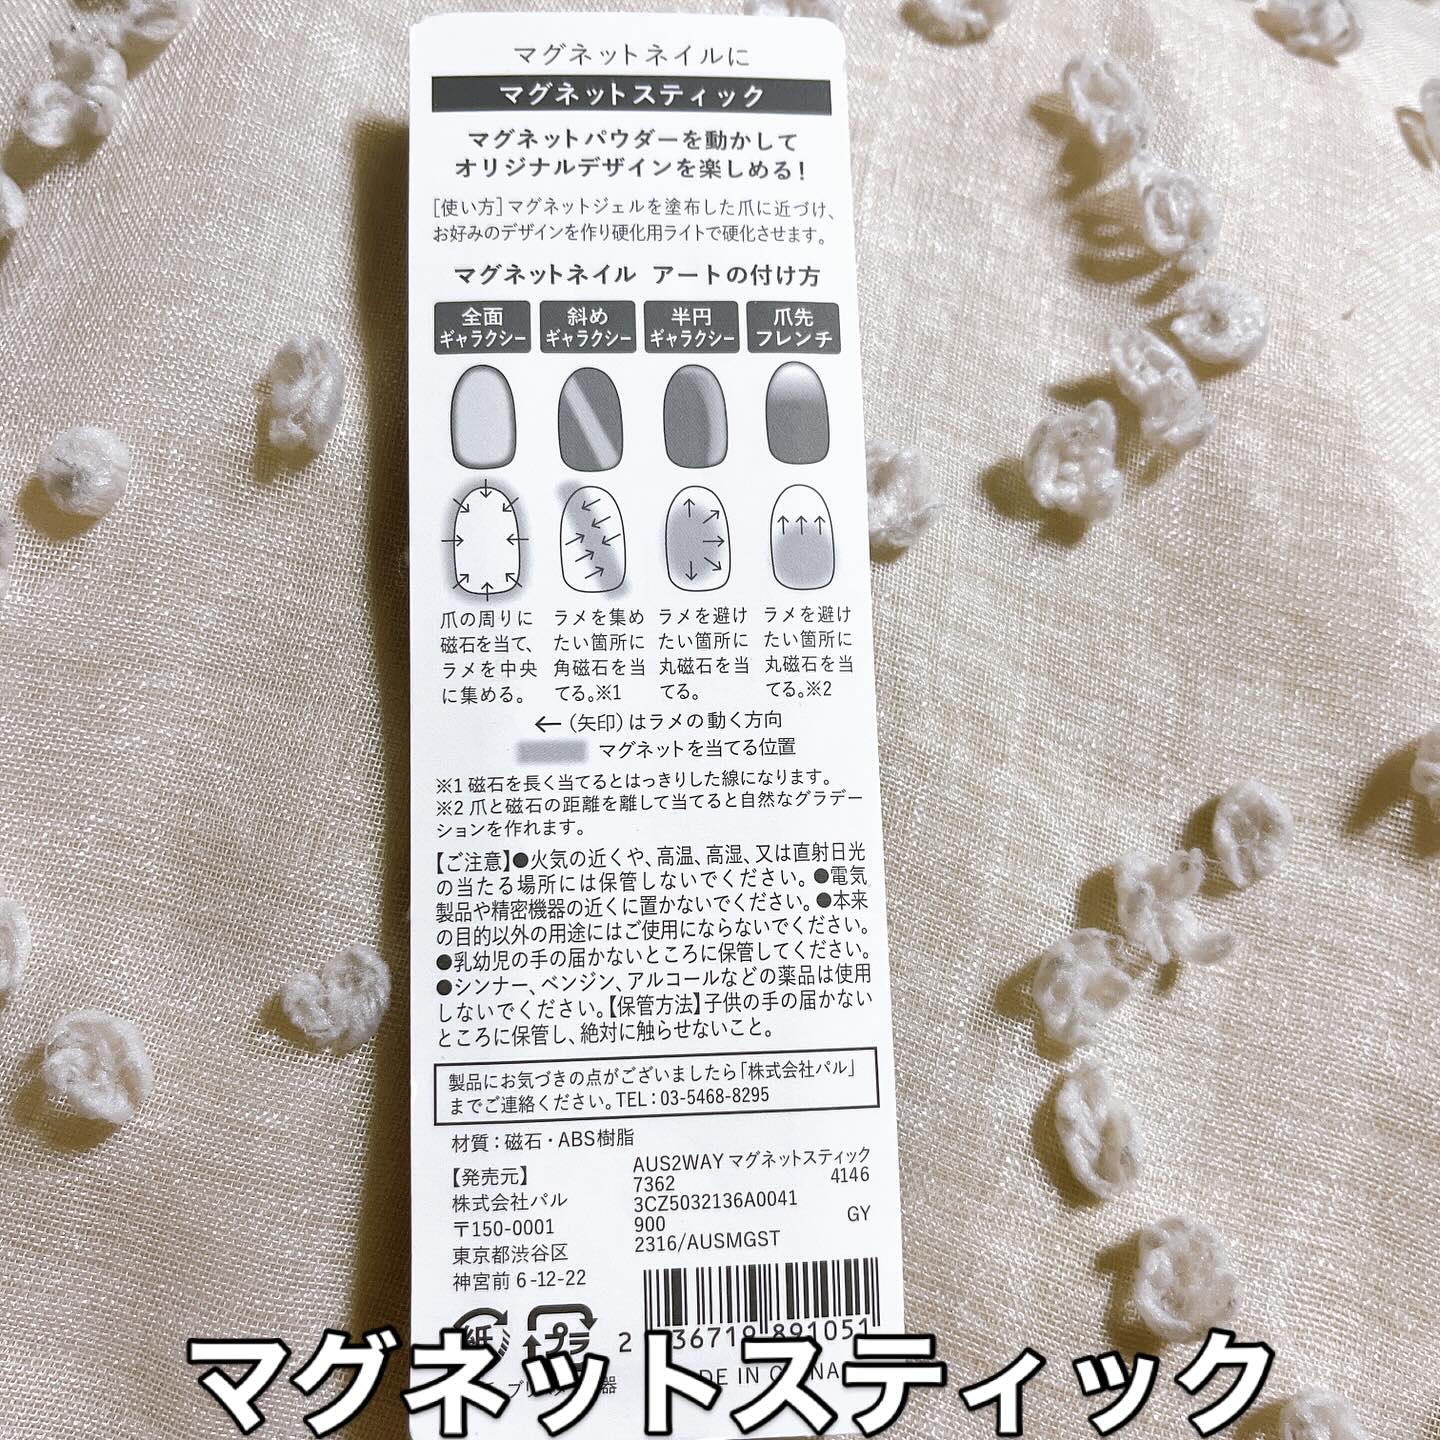 マグネットネイルに
マグネットスティック
マグネットパウダーを動かして
オリジナルデザインを楽しめる!
[使い方]マグネットジェルを塗布した爪に近づけ、
お好みのデザインを作り硬化用ライトで硬化させます。
マグネットネイル アートの付け方
全面
ギャラクシー
斜め
ギャラクシー
半円
ギャラクシー
爪先
フレンチ
爪の周りに
磁石を当て、
ラメを中央
に集める。
ラメを集め
たい箇所に
角磁石を当
てる。※1
ラメを避け
たい箇所に
丸磁石を当
てる。
ラメを避け
たい箇所に
丸磁石を当
てる。※2
←(矢印)はラメの動く方向
マグネットを当てる位置
※1 磁石を長く当てるとはっきりした線になります。
※2 爪と磁石の距離を離して当てると自然なグラデー
ションを作れます。
【ご注意】●火気の近くや、高温、高湿、又は直射日光
の当たる場所には保管しないでください。●電気
製品や精密機器の近くに置かないでください。●本来
の目的以外の用途にはご使用にならないでください。
●乳幼児の手の届かないところに保管してください。
●シンナー、ベンジン、アルコールなどの薬品は使用
しないでください。【保管方法】子供の手の届かない
ところに保管し、絶対に触らせないこと。
製品にお気づきの点がございましたら「株式会社パル」
までご連絡ください。TEL:03-5468-8295
材質:磁石・ABS樹脂
【発売元】
株式会社パル
〒150-0001
東京都渋谷区
神宮前 6-12-22
AUS2WAY マグネットスティック
7362 4146
3CZ5032136A0041
900 GY
2316/AUSMGST
紙
プラ
2 36719 891051
マグネットスティック